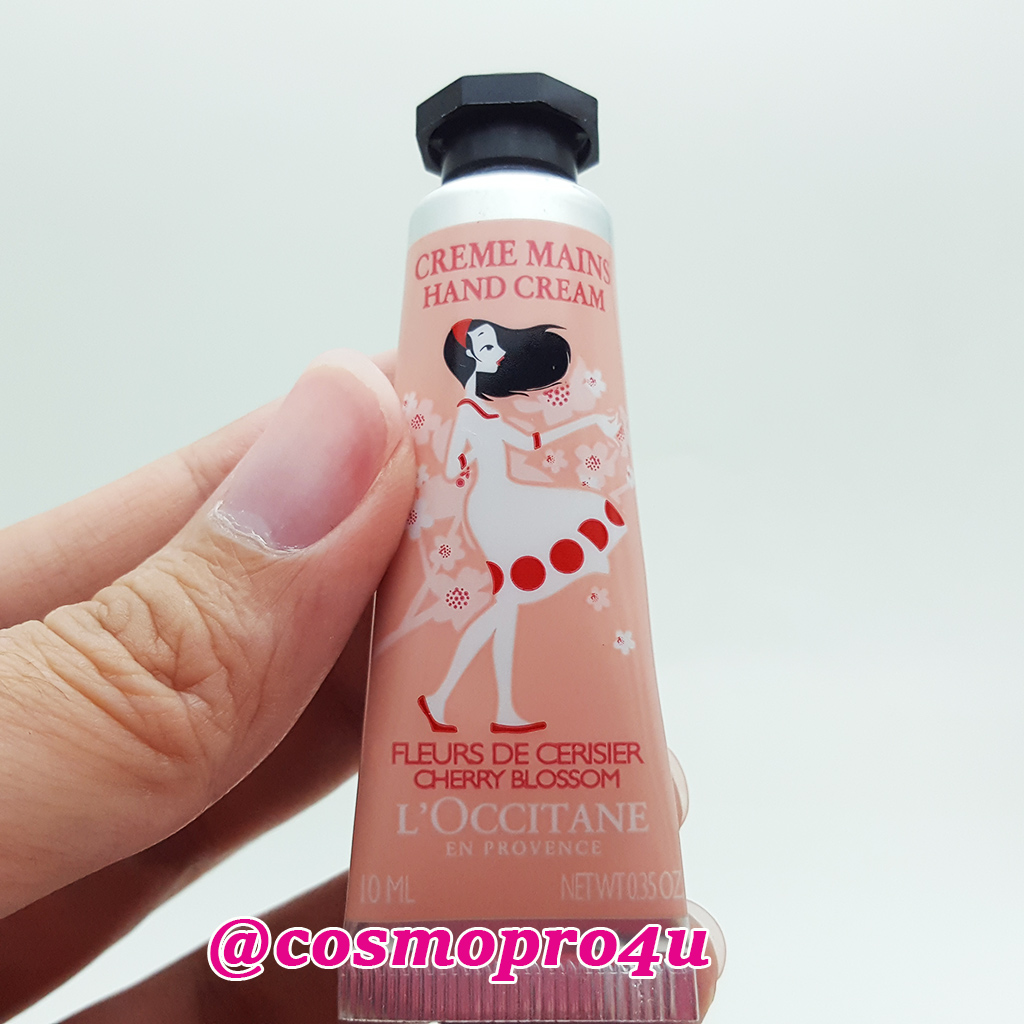 CREME MAINS
HAND CREAM
FLEURS DE CERISIER
CHERRY BLOSSOM
L'OCCITANE
EN PROVENCE
10 ML NET WT 0.35 OZ
@cosmopro4u